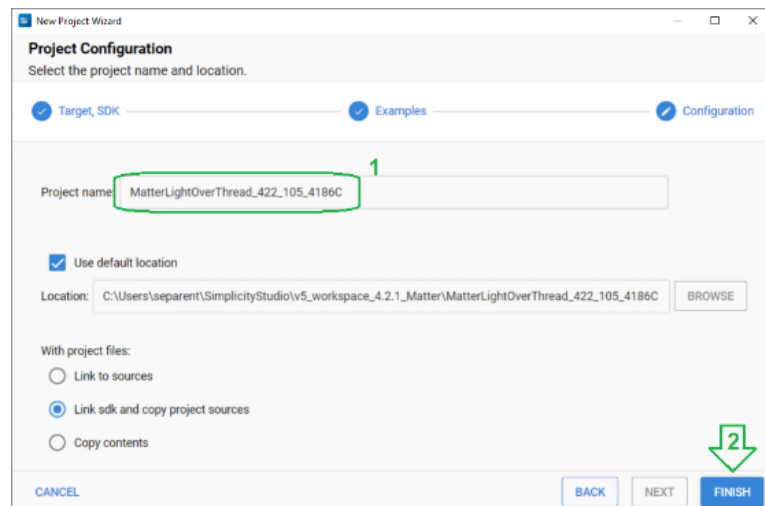 New Project Wizard
Project Configuration
Select the project name and location.
Target, SDK
Examples
Configuration
1
Project name: MatterLightOverThread_422_105_4186C
Use default location
Location: C:\Users\separent\SimplicityStudio\v5_workspace_4.2.1_Matter\MatterLightOverThread_422_105_4186C BROWSE
With project files:
Link to sources
Link sdk and copy project sources
Copy contents
2
CANCEL BACK NEXT FINISH